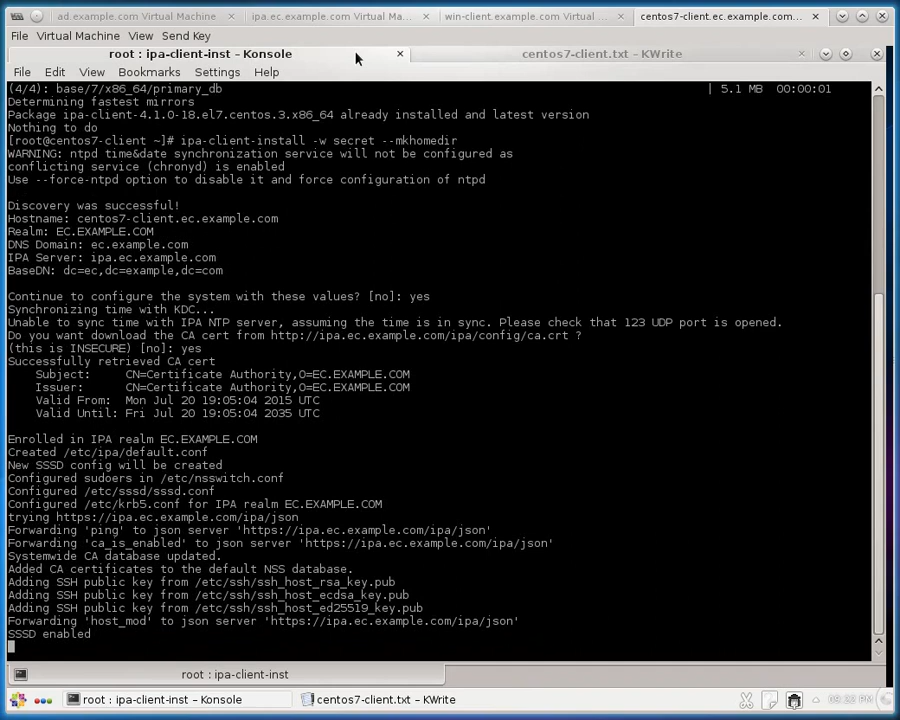 ad.example.com Virtual Machine
ipa.ec.example.com Virtual Ma...
win-client.example.com Virtual ...
centos7-client.ec.example.com...
File Virtual Machine View Send Key
root : ipa-client-inst – Konsole
centos7-client.txt – KWrite
File Edit View Bookmarks Settings Help
(4/4): base/7/x86_64/primary_db | 5.1 MB 00:00:01
Determining fastest mirrors
Package ipa-client-4.1.0-18.el7.centos.3.x86_64 already installed and latest version
Nothing to do
[root@centos7-client ~]# ipa-client-install -w secret --mkhomedir
WARNING: ntpd time&date synchronization service will not be configured as
conflicting service (chronyd) is enabled
Use --force-ntpd option to disable it and force configuration of ntpd
Discovery was successful!
Hostname: centos7-client.ec.example.com
Realm: EC.EXAMPLE.COM
DNS Domain: ec.example.com
IPA Server: ipa.ec.example.com
BaseDN: dc=ec,dc=example,dc=com
Continue to configure the system with these values? [no]: yes
Synchronizing time with KDC...
Unable to sync time with IPA NTP server, assuming the time is in sync. Please check that 123 UDP port is opened.
Do you want download the CA cert from http://ipa.ec.example.com/ipa/config/ca.crt ?
(this is INSECURE) [no]: yes
Successfully retrieved CA cert
Subject: CN=Certificate Authority,O=EC.EXAMPLE.COM
Issuer: CN=Certificate Authority,O=EC.EXAMPLE.COM
Valid From: Mon Jul 20 19:05:04 2015 UTC
Valid Until: Fri Jul 20 19:05:04 2035 UTC
Enrolled in IPA realm EC.EXAMPLE.COM
Created /etc/ipa/default.conf
New SSSD config will be created
Configured sudoers in /etc/nsswitch.conf
Configured /etc/sssd/sssd.conf
Configured /etc/krb5.conf for IPA realm EC.EXAMPLE.COM
trying https://ipa.ec.example.com/ipa/json
Forwarding 'ping' to json server 'https://ipa.ec.example.com/ipa/json'
Forwarding 'ca_is_enabled' to json server 'https://ipa.ec.example.com/ipa/json'
Systemwide CA database updated.
Added CA certificates to the default NSS database.
Adding SSH public key from /etc/ssh/ssh_host_rsa_key.pub
Adding SSH public key from /etc/ssh/ssh_host_ecdsa_key.pub
Adding SSH public key from /etc/ssh/ssh_host_ed25519_key.pub
Forwarding 'host_mod' to json server 'https://ipa.ec.example.com/ipa/json'
SSSD enabled
root : ipa-client-inst
root : ipa-client-inst – Konsole
centos7-client.txt – KWrite
09:22 PM